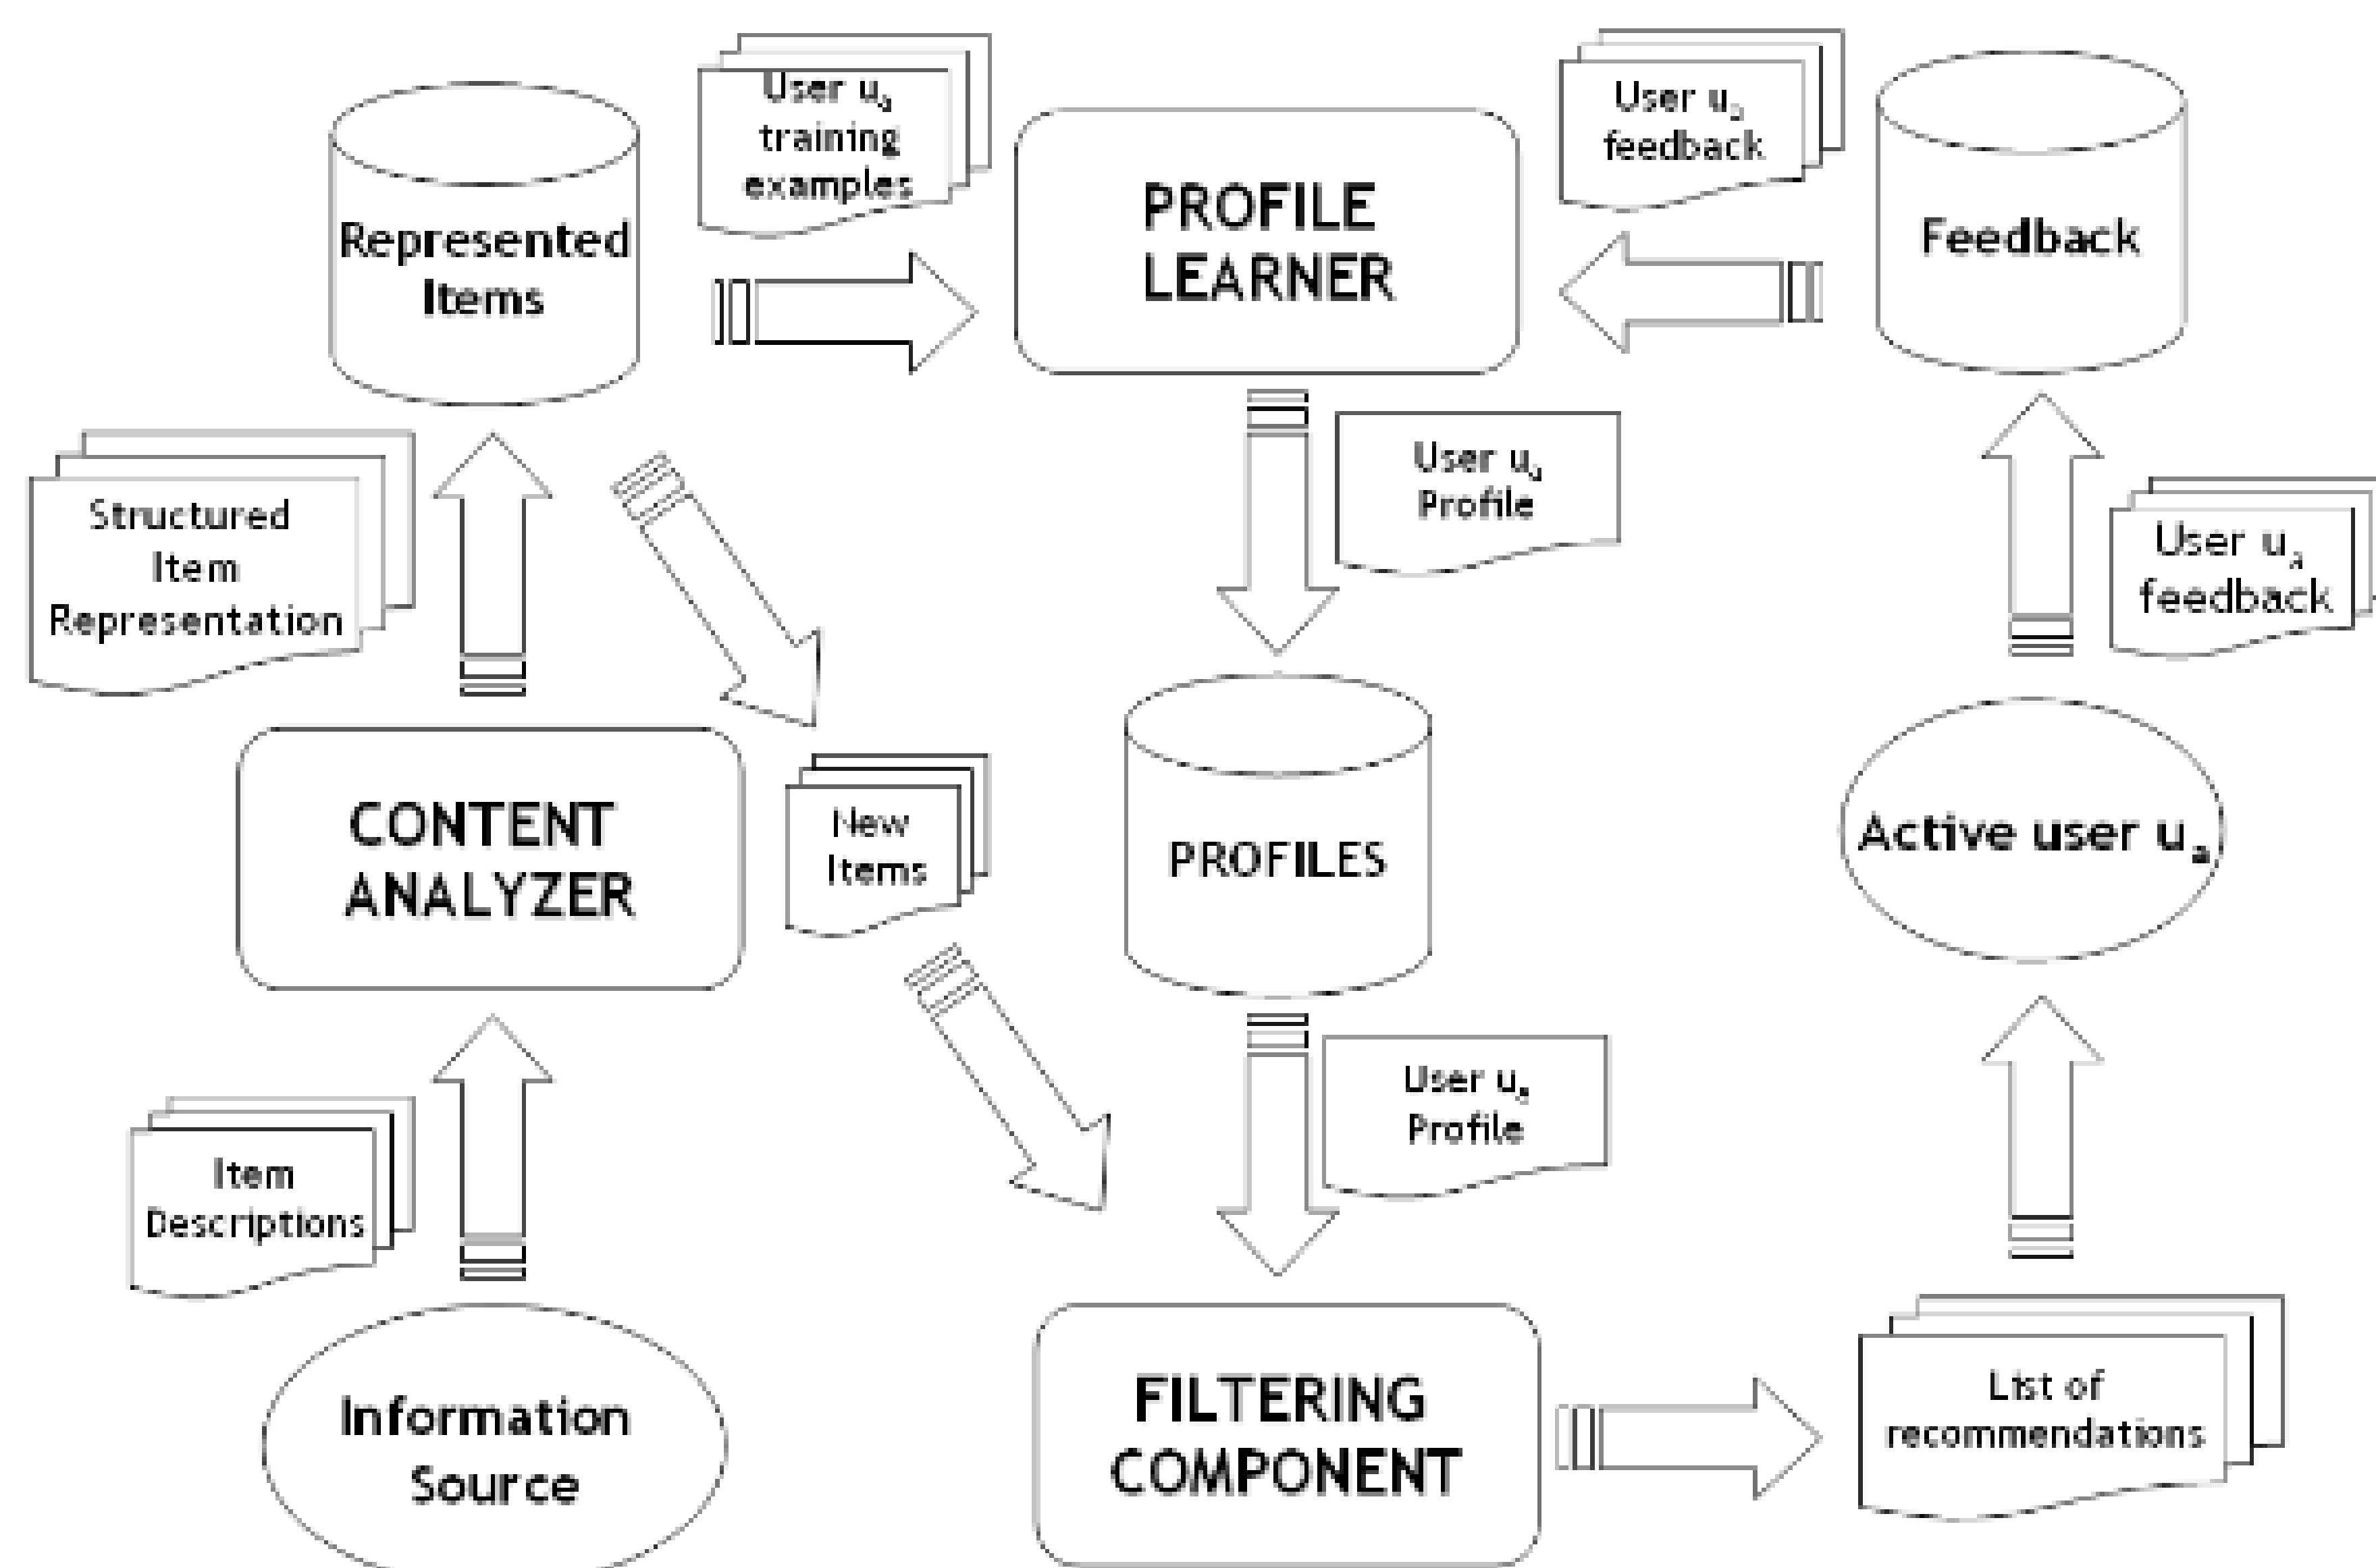 User uₐ
training
examples
User uₐ
feedback
Represented
Items
PROFILE
LEARNER
Feedback
Structured
Item
Representation
User uₐ
Profile
User uₐ
feedback
CONTENT
ANALYZER
New
Items
PROFILES
Active user uₐ
Item
Descriptions
User uₐ
Profile
Information
Source
FILTERING
COMPONENT
List of
recommendations